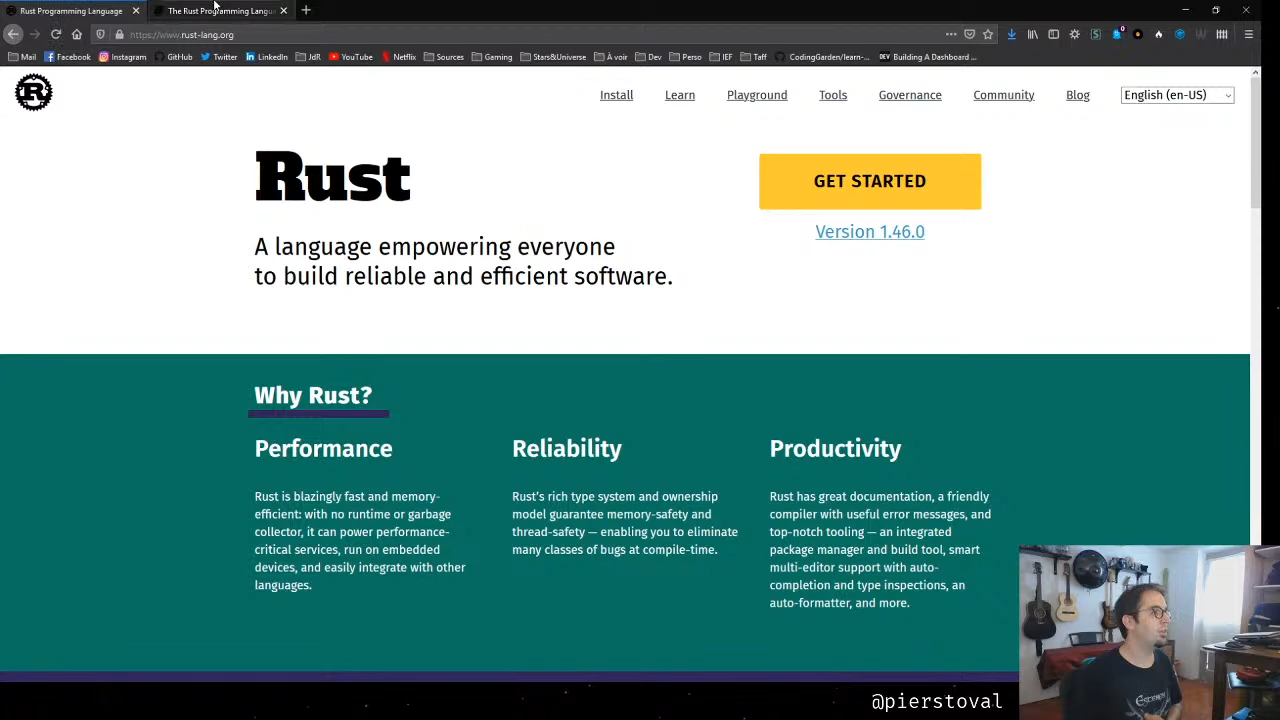 Rust Programming Language
The Rust Programming Langu
https://www.rust-lang.org
0
Mail
Facebook
Instagram
GitHub
Twitter
LinkedIn
JdR
YouTube
Netflix
Sources
Gaming
Stars&Universe
À voir
Dev
Perso
IEF
Taff
CodingGarden/learn-...
DEV
Building A Dashboard ...
R
Install
Learn
Playground
Tools
Governance
Community
Blog
English (en-US)
Rust
GET STARTED
Version 1.46.0
A language empowering everyone
to build reliable and efficient software.
Why Rust?
Performance
Rust is blazingly fast and memory-
efficient: with no runtime or garbage
collector, it can power performance-
critical services, run on embedded
devices, and easily integrate with other
languages.
Reliability
Rust’s rich type system and ownership
model guarantee memory-safety and
thread-safety — enabling you to eliminate
many classes of bugs at compile-time.
Productivity
Rust has great documentation, a friendly
compiler with useful error messages, and
top-notch tooling — an integrated
package manager and build tool, smart
multi-editor support with auto-
completion and type inspections, an
auto-formatter, and more.
@pierstoval